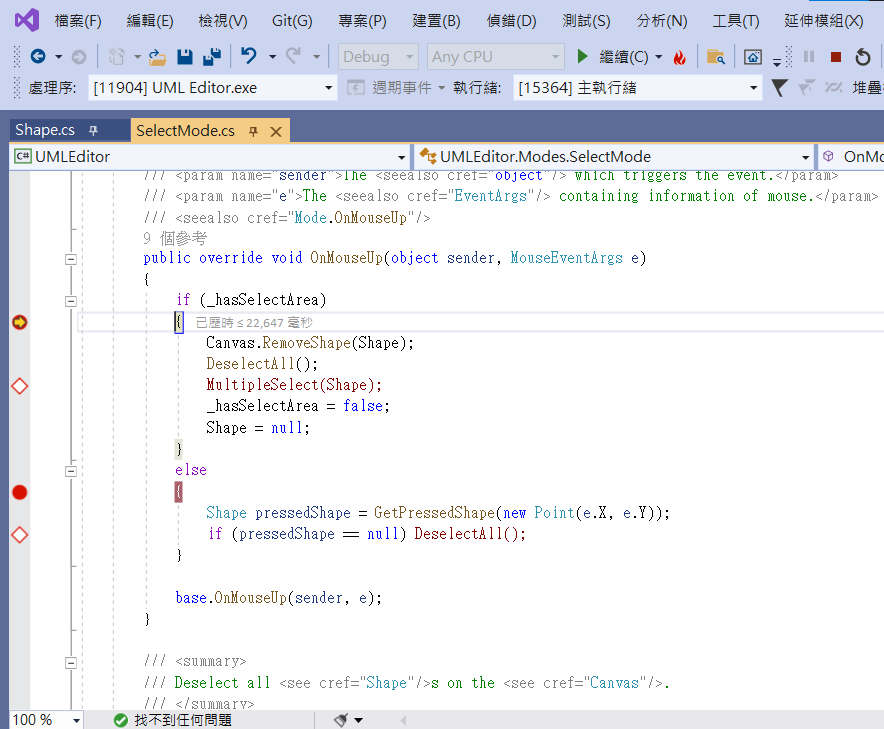 檔案(F) 編輯(E) 檢視(V) Git(G) 專案(P) 建置(B) 偵錯(D) 測試(S) 分析(N) 工具(T) 延伸模組(X)
Debug Any CPU 繼續(C)
處理序: [11904] UML Editor.exe 週期事件 執行緒: [15364] 主執行緒 堆疊
Shape.cs SelectMode.cs
C# UMLEditor UMLEditor.Modes.SelectMode OnMo
/// <param name="sender">The <seealso cref="object"/> which triggers the event.</param>
/// <param name="e">The <seealso cref="EventArgs"/> containing information of mouse.</param>
/// <seealso cref="Mode.OnMouseUp"/>
9 個參考
public override void OnMouseUp(object sender, MouseEventArgs e)
{
if (_hasSelectArea)
{ 已歷時 ≤ 22,647 毫秒
Canvas.RemoveShape(Shape);
DeselectAll();
MultipleSelect(Shape);
_hasSelectArea = false;
Shape = null;
}
else
{
Shape pressedShape = GetPressedShape(new Point(e.X, e.Y));
if (pressedShape == null) DeselectAll();
}
base.OnMouseUp(sender, e);
}
/// <summary>
/// Deselect all <see cref="Shape"/>s on the <see cref="Canvas"/>.
/// </summary>
100 % 找不到任何問題